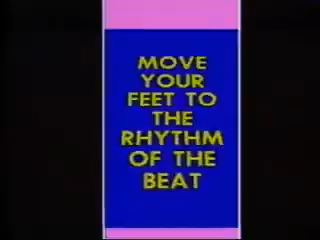 MOVE
YOUR
FEET TO
THE
RHYTHM
OF THE
BEAT